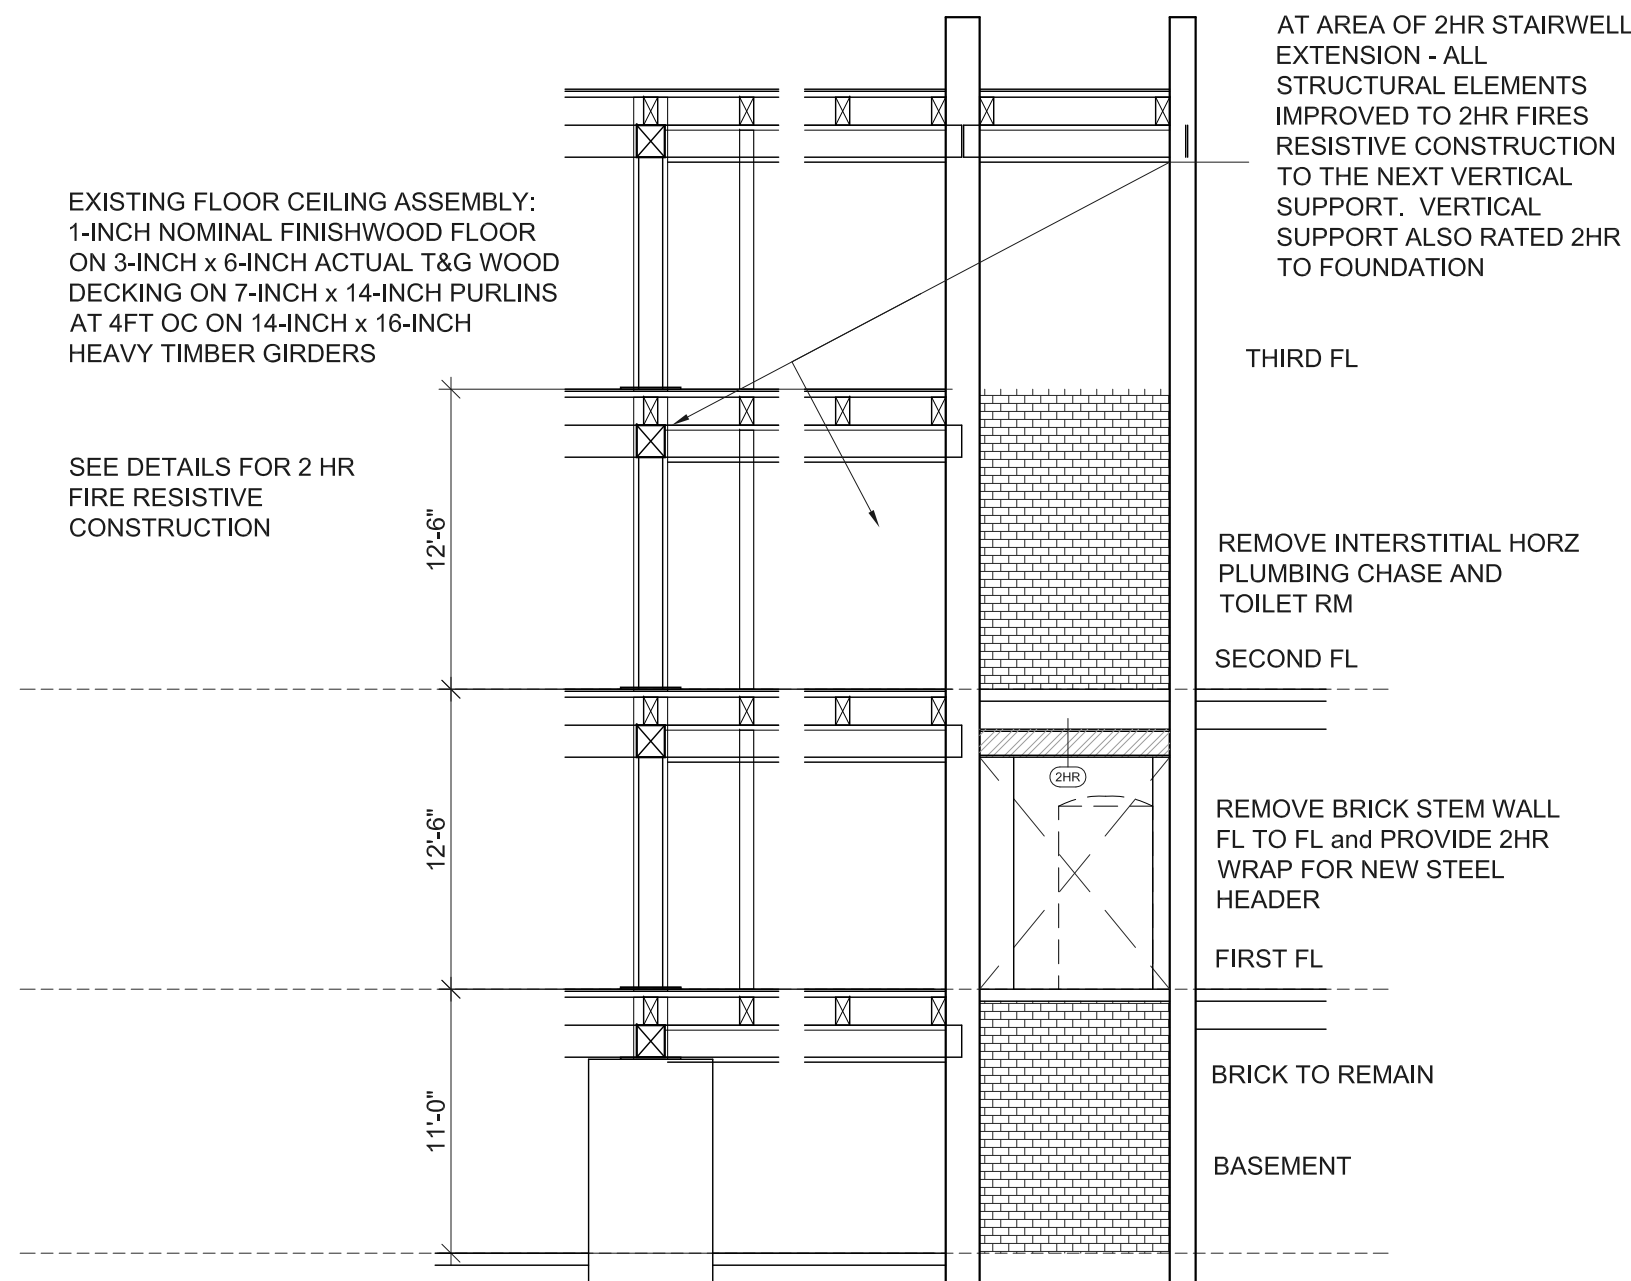 AT AREA OF 2HR STAIRWELL
EXTENSION - ALL
STRUCTURAL ELEMENTS
IMPROVED TO 2HR FIRES
RESISTIVE CONSTRUCTION
TO THE NEXT VERTICAL
SUPPORT. VERTICAL
SUPPORT ALSO RATED 2HR
TO FOUNDATION
EXISTING FLOOR CEILING ASSEMBLY:
1-INCH NOMINAL FINISHWOOD FLOOR
ON 3-INCH x 6-INCH ACTUAL T&G WOOD
DECKING ON 7-INCH x 14-INCH PURLINS
AT 4FT OC ON 14-INCH x 16-INCH
HEAVY TIMBER GIRDERS
THIRD FL
SEE DETAILS FOR 2 HR
FIRE RESISTIVE
CONSTRUCTION
12'-6"
REMOVE INTERSTITIAL HORZ
PLUMBING CHASE AND
TOILET RM
SECOND FL
2HR
12'-6"
REMOVE BRICK STEM WALL
FL TO FL and PROVIDE 2HR
WRAP FOR NEW STEEL
HEADER
FIRST FL
BRICK TO REMAIN
11'-0"
BASEMENT